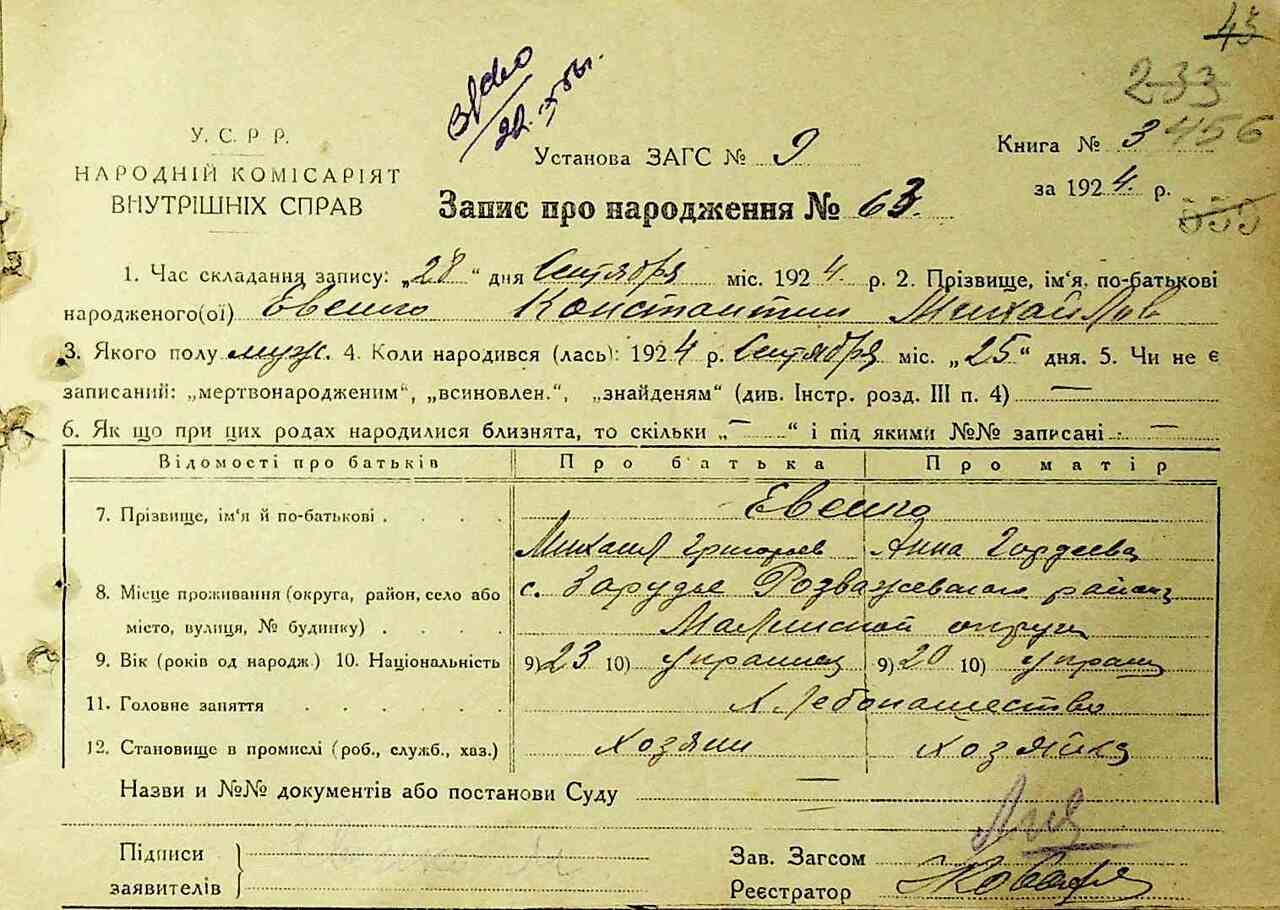 45
233
456
У. С. Р Р.
НАРОДНІЙ КОМІСАРІЯТ
ВНУТРІШНІХ СПРАВ
Установа ЗАГС № 9
Книга № 3
за 1924 р.
Запис про народження № 63.
1. Час складання запису: „28“ дня Сентября міс. 1924 р. 2. Прізвище, ім‘я, по-батькові
народженого(ої) Евенко Константин Михайлов
3. Якого полу муж. 4. Коли народився (лась): 1924 р. Сентября міс. „25“ дня. 5. Чи не є
записаний: „мертвонародженим“, „всиновлен.“, „знайденям“ (див. Інстр. розд. III п. 4) —
6. Як що при цих родах народилися близнята, то скільки „—“ і під якими №№ записані: —
Відомості про батьків Про батька Про матір
7. Прізвище, ім‘я й по-батькові . . . . Евенко
Михаил Григорьев Анна Гордеева
8. Місце проживання (округа, район, село або с. Зарудье Розважевского района
місто, вулиця, № будинку) . . . . Малинской округи
9. Вік (років од народж.) 10. Національність 9) 23 10) украинец 9) 20 10) украин
11. Головне заняття . . . . . . Хлебопашество
12. Становище в промислі (роб., служб., хаз.) Хозяин Хозяйка
Назви и №№ документів або постанови Суду —
Підписи
заявителів
Зав. Загсом
Реєстратор